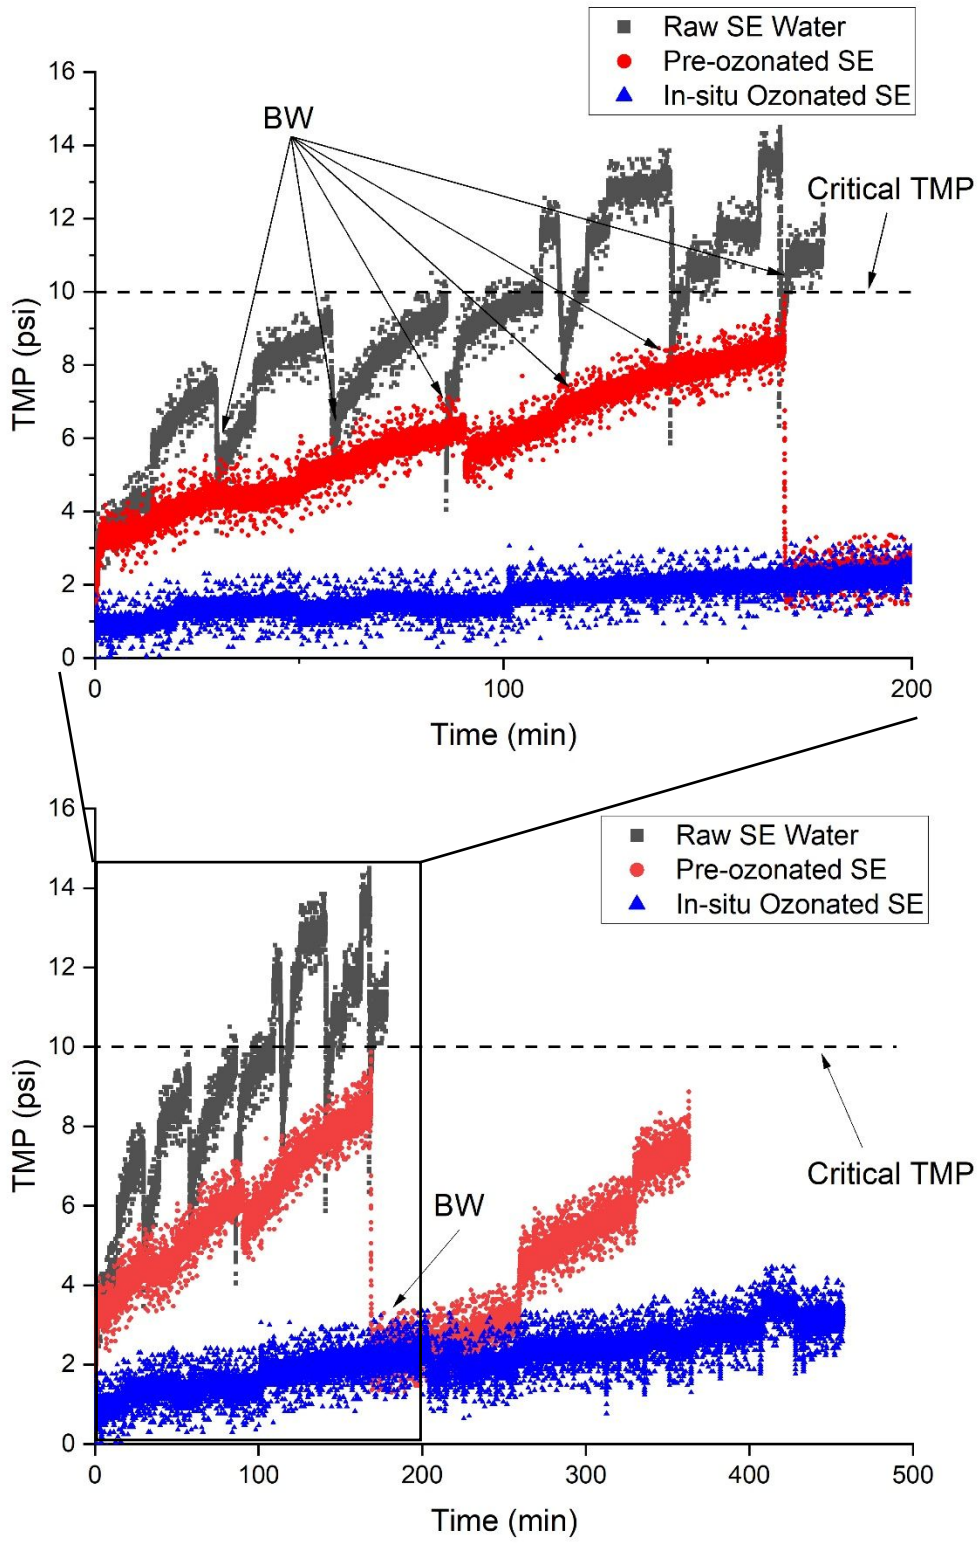 Raw SE Water
Pre-ozonated SE
In-situ Ozonated SE
16
14
12
10
8
6
4
2
0
TMP (psi)
BW
Critical TMP
0
100
200
Time (min)
16
14
12
10
8
6
4
2
0
TMP (psi)
Raw SE Water
Pre-ozonated SE
In-situ Ozonated SE
BW
Critical TMP
0
100
200
300
400
500
Time (min)